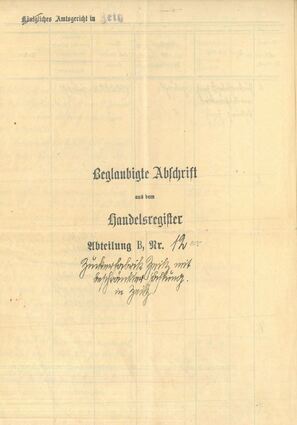 Königliches Amtsgericht in Zeitz
Beglaubigte Abschrift
aus dem
Handelsregister
Abteilung B, Nr. 12
Zuckerfabrik Zeitz mit
beschränkter Haftung.
in Zeitz